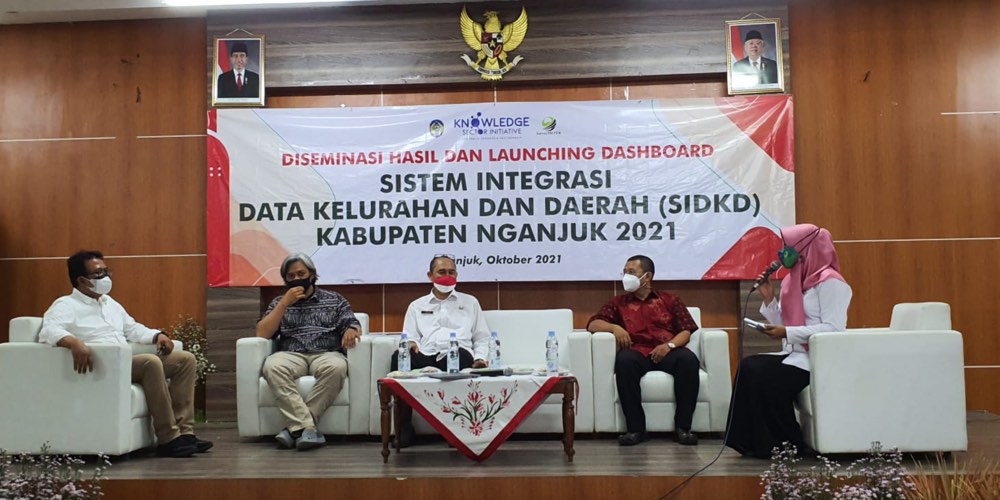 KNOWLEDGE
SECTOR INITIATIVE
DISEMINASI HASIL DAN LAUNCHING DASHBOARD
SISTEM INTEGRASI
DATA KELURAHAN DAN DAERAH (SIDKD)
KABUPATEN NGANJUK 2021
njuk, Oktober 2021